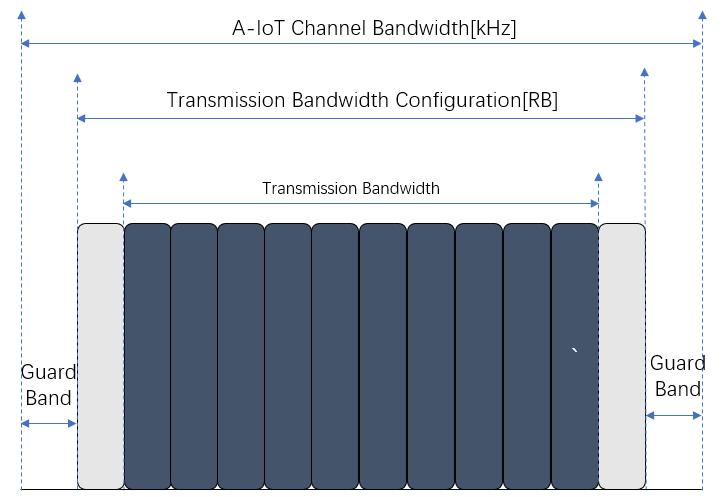 A-IoT Channel Bandwidth[kHz]
Transmission Bandwidth Configuration[RB]
Transmission Bandwidth
`
Guard
Band
Guard
Band